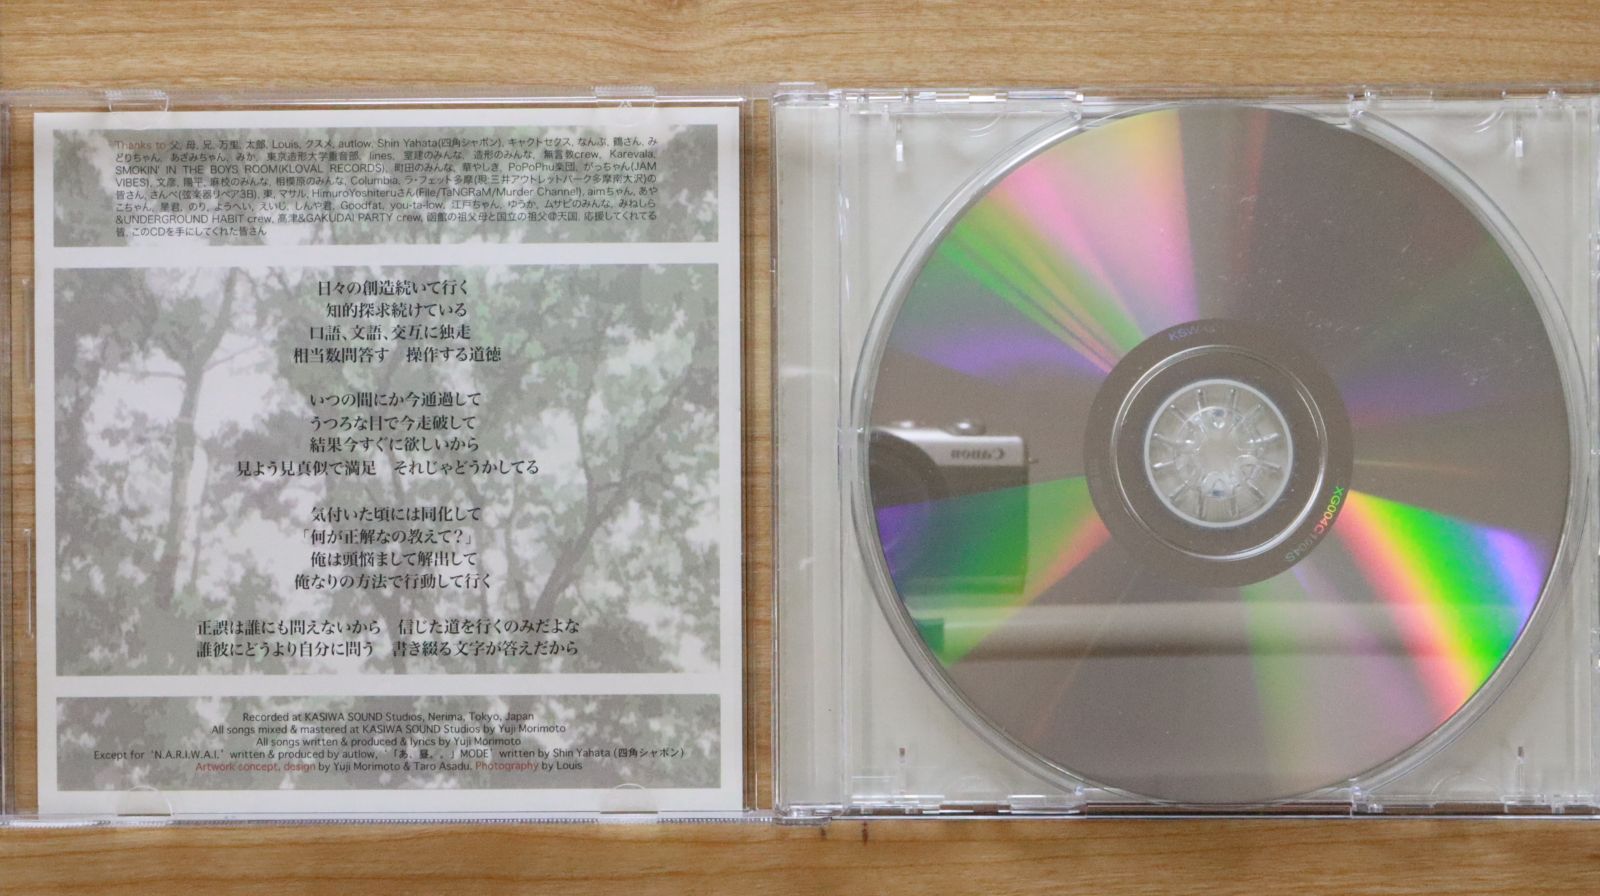 Thanks to 父, 母, 兄, 万里, 太郎, Louis, クスメ, autlow, Shin Yahata(四角シャボン), キャクトセクス, なんぶ, 鶴さん, み
どりちゃん, あざみちゃん, みか, 東京造形大学重音部, lines, 室建のみんな, 造形のみんな, 無言敦crew, Karevala,
SMOKIN' IN THE BOYS ROOM(KLOVAL RECORDS), 町田のみんな, 華やしき, PoPoPhu楽団, がっちゃん(JAM
VIBES), 文彦, 陽平, 麻校のみんな, 相模原のみんな, Columbia, ラ・フェット多摩(現:三井アウトレットパーク多摩南大沢)の
皆さん, さんぺ(弦楽器リペア3B), 東, マサル, HimuroYoshiteruさん(File/TaNGRaM/Murder Channel), aimちゃん, あや
こちゃん, 星君, のり, ようへい, えいじ, しんや君, Goodfat, you-ta-low, 江戸ちゃん, ゆうか, ムサビのみんな, みねしら
&UNDERGROUND HABIT crew, 高津&GAKUDAI PARTY crew, 函館の祖父母と国立の祖父@天国, 応援してくれてる
皆, このCDを手にしてくれた皆さん
日々の創造続いて行く
知的探求続けている
口語、文語、交互に独走
相当数問答す　操作する道徳
いつの間にか今通過して
うつろな目で今走破して
結果今すぐに欲しいから
見よう見真似で満足　それじゃどうかしてる
気付いた頃には同化して
「何が正解なの教えて？」
俺は頭悩まして解出して
俺なりの方法で行動して行く
正誤は誰にも問えないから　信じた道を行くのみだよな
誰彼にどうより自分に問う　書き綴る文字が答えだから
Recorded at KASIWA SOUND Studios, Nerima, Tokyo, Japan
All songs mixed & mastered at KASIWA SOUND Studios by Yuji Morimoto
All songs written & produced & lyrics by Yuji Morimoto
Except for 'N.A.R.I.W.A.I.' written & produced by autlow, '「あ、昼。。」MODE' written by Shin Yahata (四角シャボン)
Artwork concept, design by Yuji Morimoto & Taro Asadu. Photography by Louis
Canon
XG004C1004S